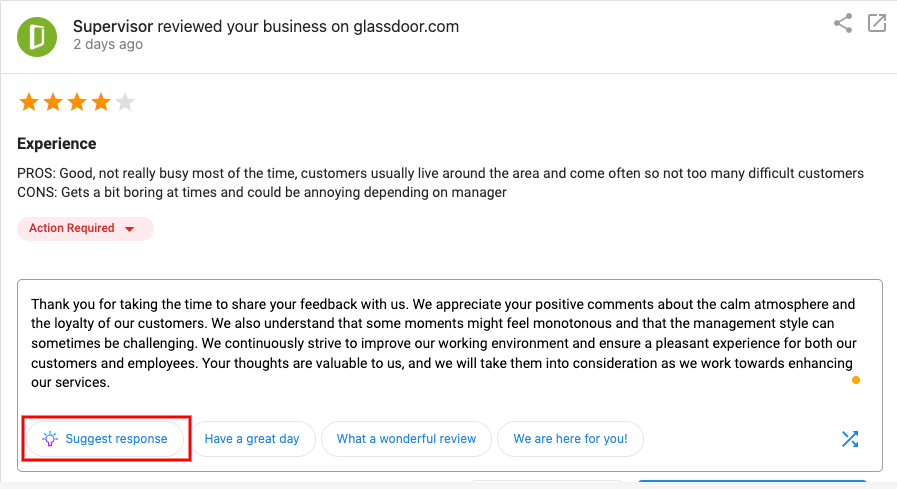 Supervisor reviewed your business on glassdoor.com
2 days ago
Experience
PROS: Good, not really busy most of the time, customers usually live around the area and come often so not too many difficult customers
CONS: Gets a bit boring at times and could be annoying depending on manager
Action Required
Thank you for taking the time to share your feedback with us. We appreciate your positive comments about the calm atmosphere and
the loyalty of our customers. We also understand that some moments might feel monotonous and that the management style can
sometimes be challenging. We continuously strive to improve our working environment and ensure a pleasant experience for both our
customers and employees. Your thoughts are valuable to us, and we will take them into consideration as we work towards enhancing
our services.
Suggest response
Have a great day
What a wonderful review
We are here for you!